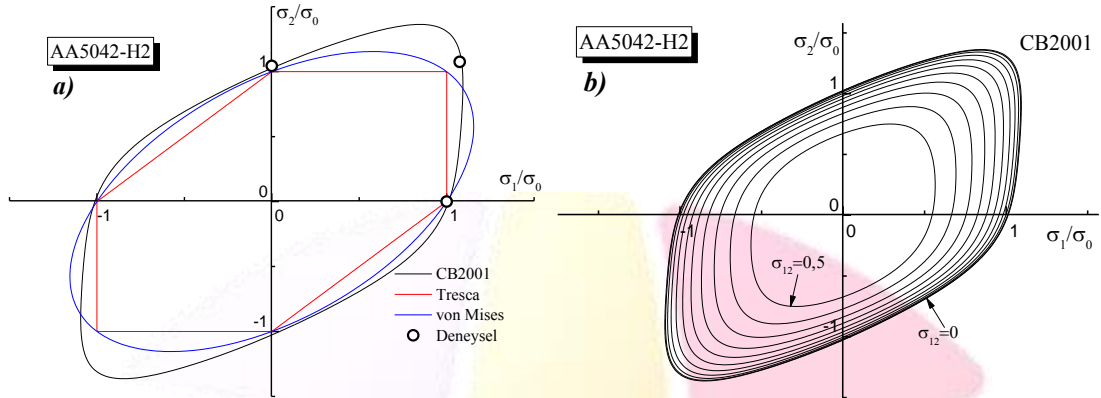 σ₂/σ₀
AA5042-H2
a)
1
σ₁/σ₀
-1
0
0
1
-1
CB2001
Tresca
von Mises
Deneysel
AA5042-H2
σ₂/σ₀
CB2001
b)
1
-1
0
1
σ₁/σ₀
σ₁₂=0,5
-1
σ₁₂=0